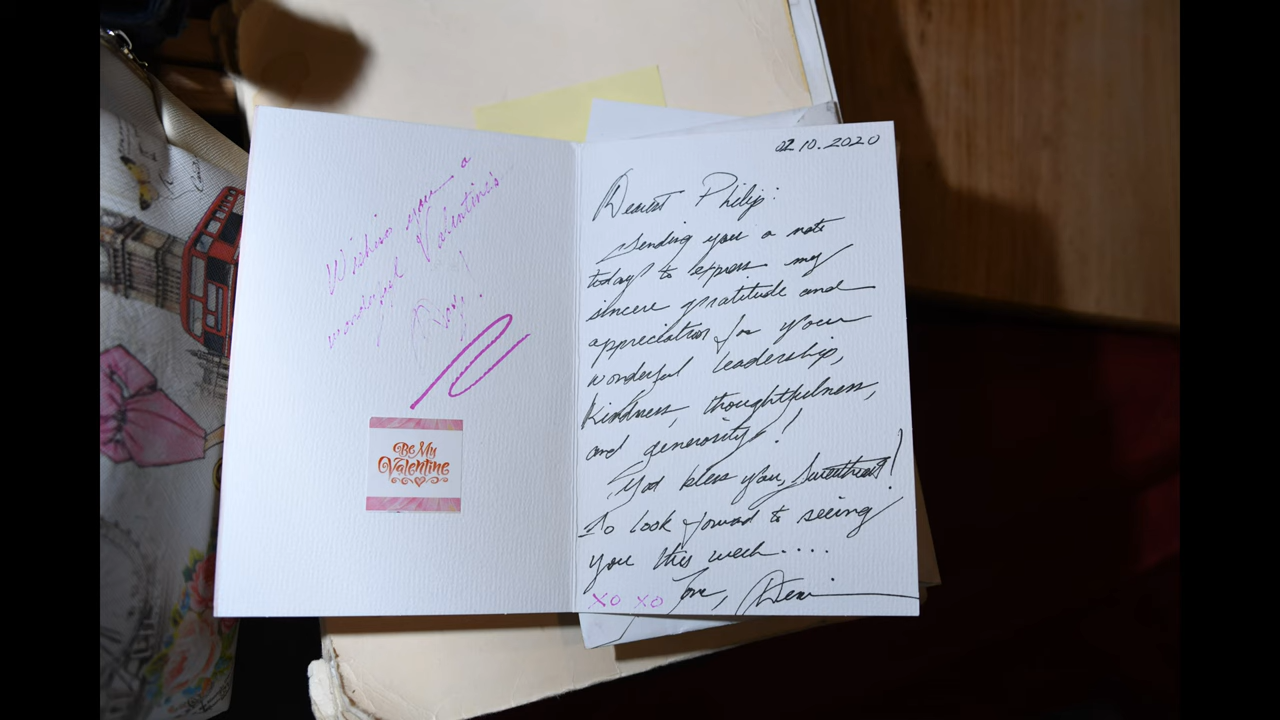 Wishing you a
wonderful Valentine's
Day!
Be My
Valentine
02.10.2020
Dearest Philip:
Sending you a note
today to express my
sincere gratitude and
appreciation for your
wonderful leadership,
kindness, thoughtfulness,
and generosity!
God bless you, Sweetheart!
Do look forward to seeing
you this week....
XO XO Love,